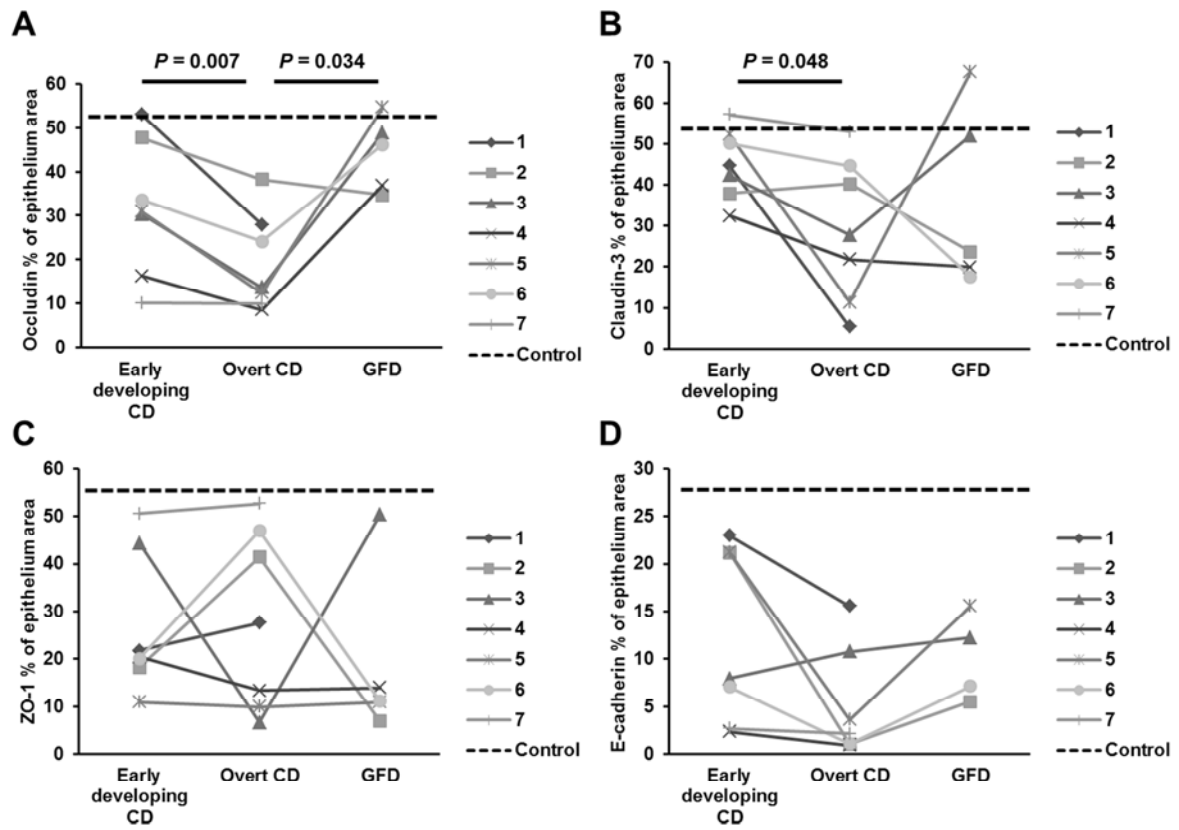 A
P = 0.007
P = 0.034
Occludin % of epithelium area
60
50
40
30
20
10
0
Early
developing
CD
Overt CD
GFD
1
2
3
4
5
6
7
Control
B
P = 0.048
Claudin-3 % of epithelium area
70
60
50
40
30
20
10
0
Early
developing
CD
Overt CD
GFD
1
2
3
4
5
6
7
Control
C
ZO-1 % of epithelium area
60
50
40
30
20
10
0
Early
developing
CD
Overt CD
GFD
1
2
3
4
5
6
7
Control
D
E-cadherin % of epithelium area
30
25
20
15
10
5
0
Early
developing
CD
Overt CD
GFD
1
2
3
4
5
6
7
Control